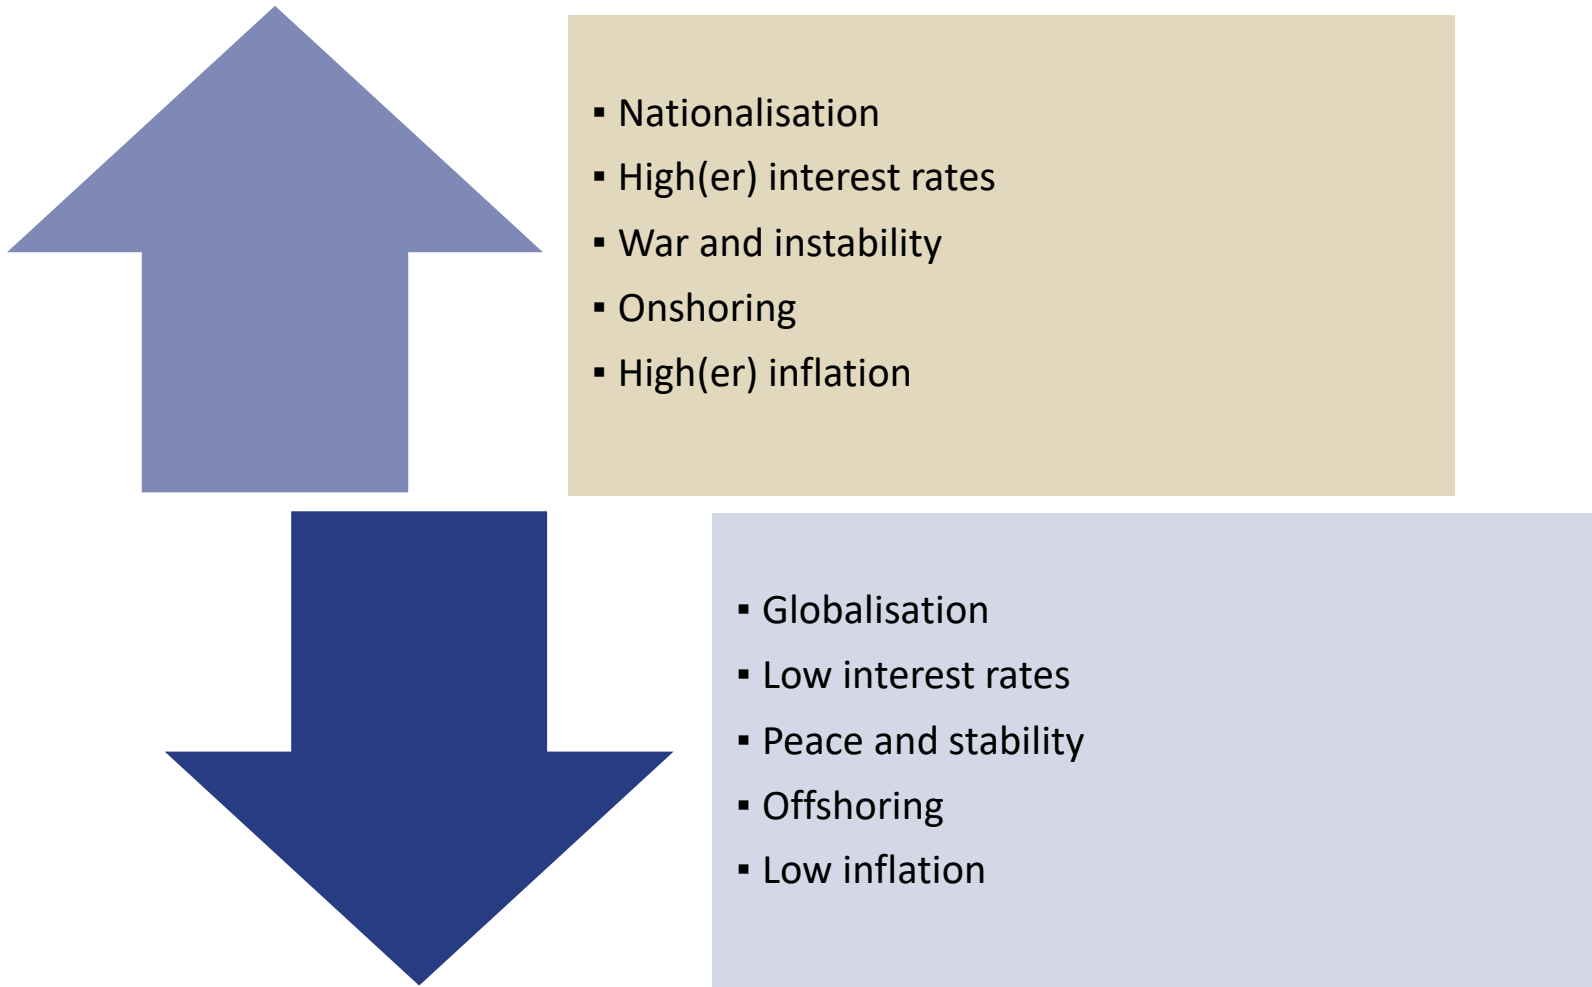 ▪ Nationalisation
▪ High(er) interest rates
▪ War and instability
▪ Onshoring
▪ High(er) inflation
▪ Globalisation
▪ Low interest rates
▪ Peace and stability
▪ Offshoring
▪ Low inflation